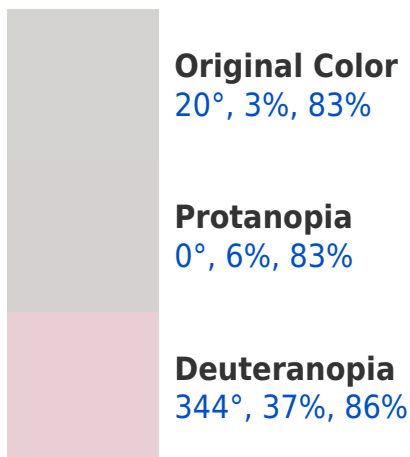 Original Color
20°, 3%, 83%
Protanopia
0°, 6%, 83%
Deuteranopia
344°, 37%, 86%